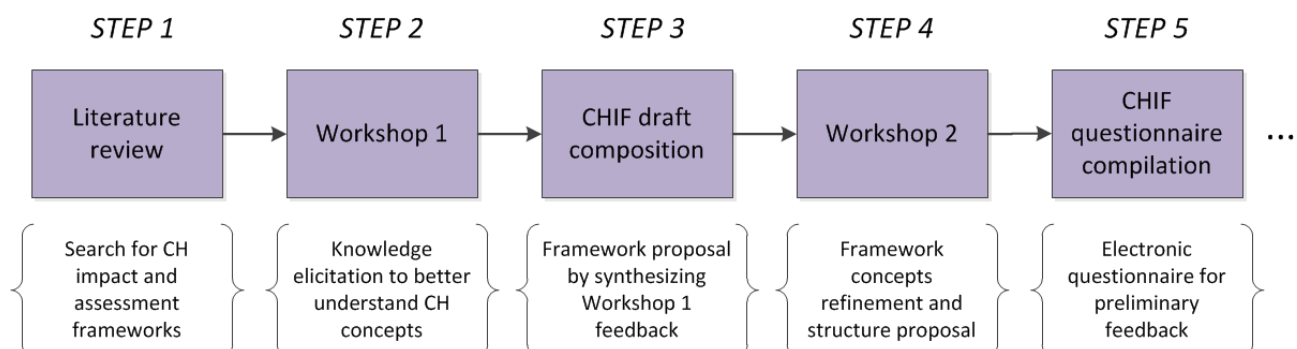 STEP 1
STEP 2
STEP 3
STEP 4
STEP 5
Literature
review
Workshop 1
CHIF draft
composition
Workshop 2
CHIF
questionnaire
compilation
...
Search for CH
impact and
assessment
frameworks
Knowledge
elicitation to better
understand CH
concepts
Framework proposal
by synthesizing
Workshop 1
feedback
Framework
concepts
refinement and
structure proposal
Electronic
questionnaire for
preliminary
feedback